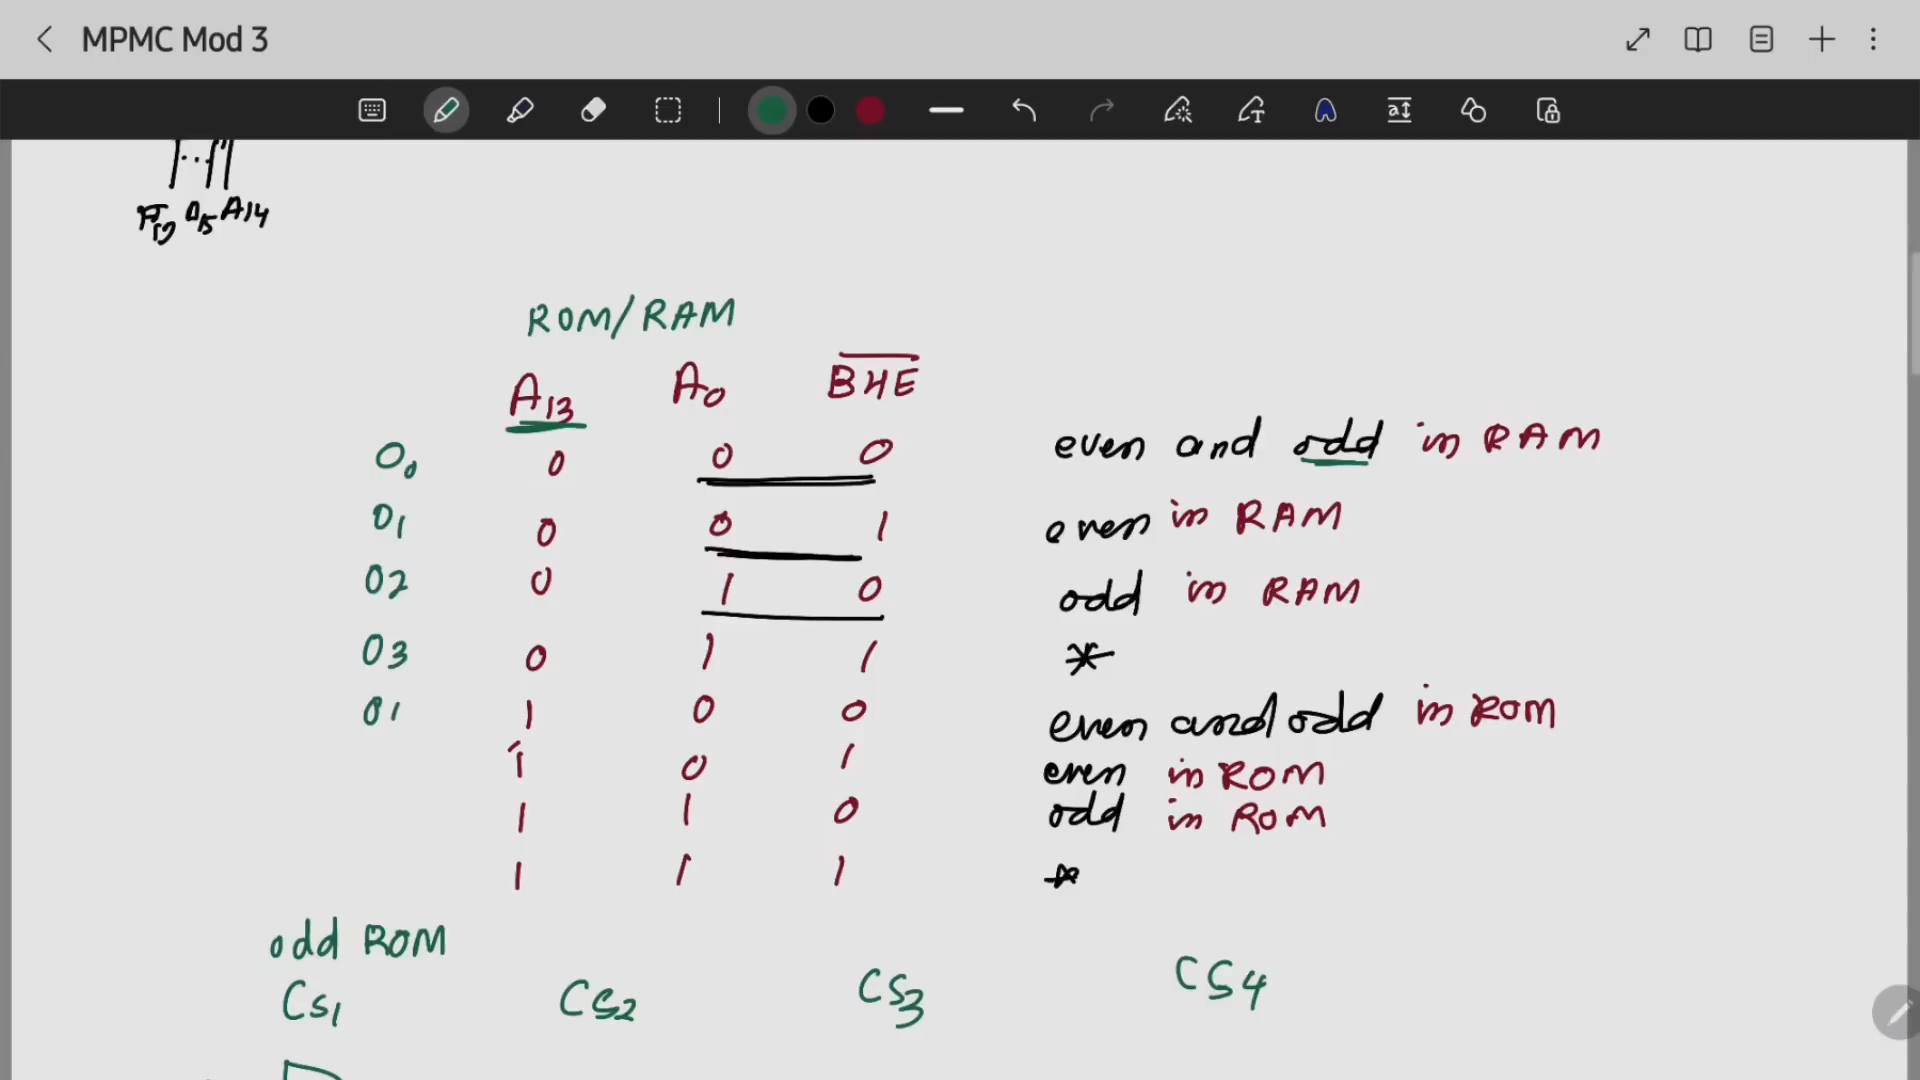 MPMC Mod 3
A19 A15 A14
ROM/RAM
A13 A0 BHE
O0 0 0 0 even and odd in RAM
O1 0 0 1 even in RAM
O2 0 1 0 odd in RAM
O3 0 1 1 *
01 1 0 0 even and odd in ROM
1 0 1 even in ROM
1 1 0 odd in ROM
1 1 1 *
odd ROM
CS1 CS2 CS3 CS4